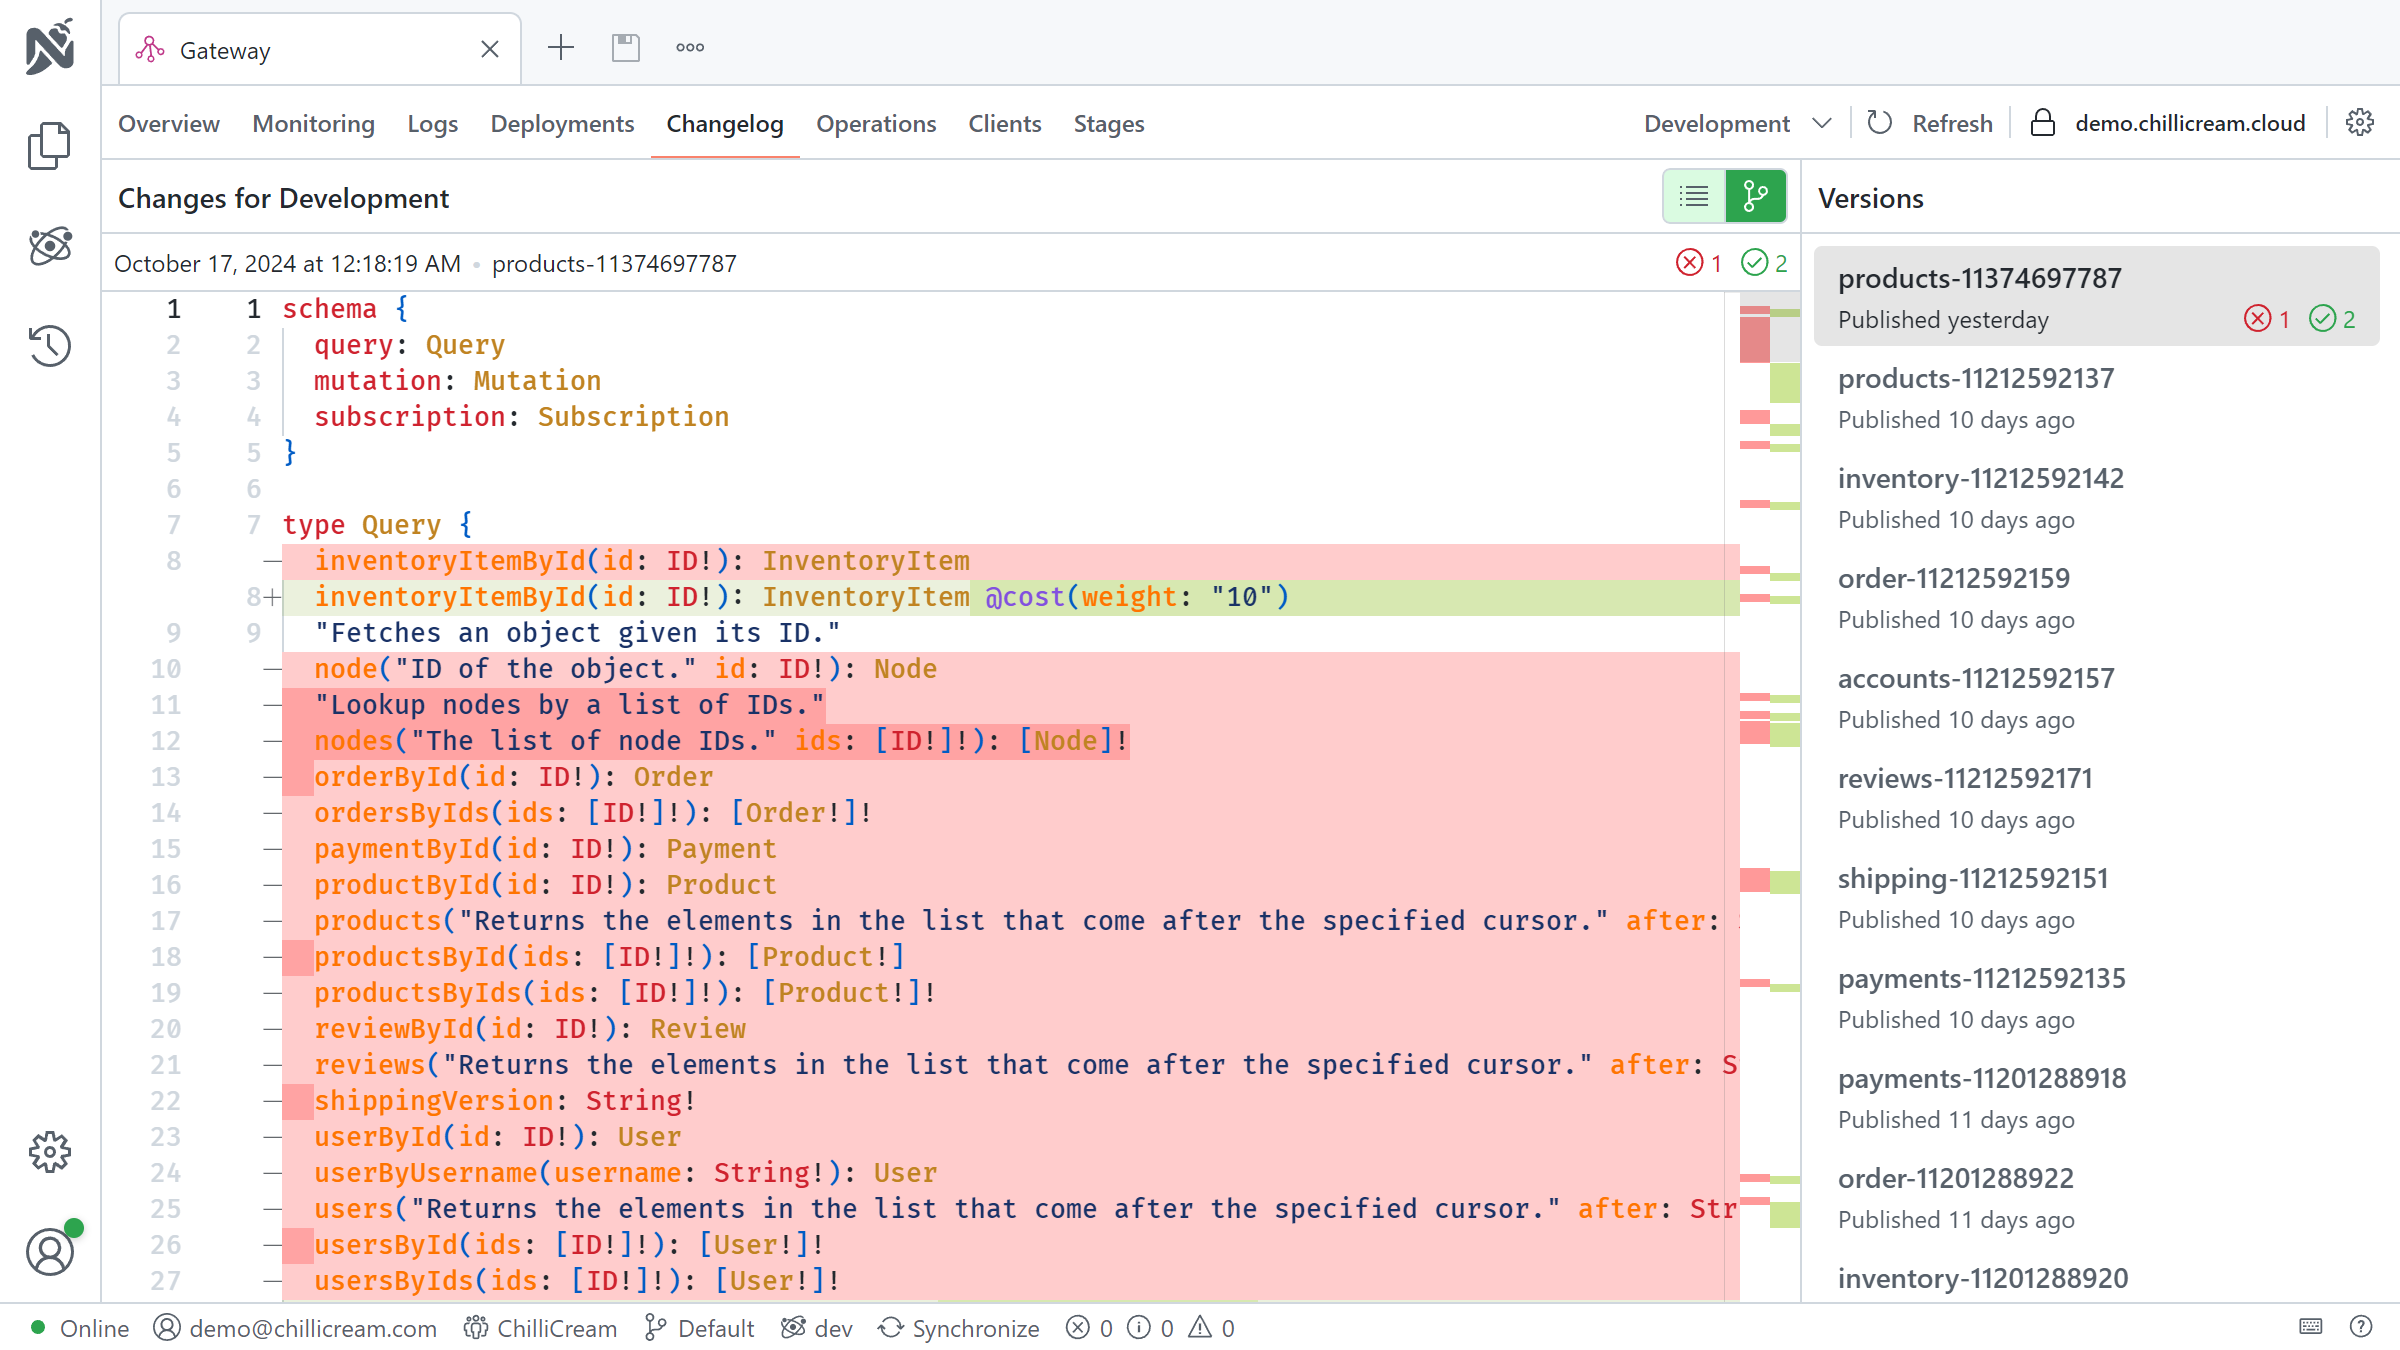 Gateway
Overview Monitoring Logs Deployments Changelog Operations Clients Stages Development Refresh demo.chillicream.cloud
Changes for Development
October 17, 2024 at 12:18:19 AM • products-11374697787 1 2
1 1 schema {
2 2 query: Query
3 3 mutation: Mutation
4 4 subscription: Subscription
5 5 }
6 6
7 7 type Query {
8 — inventoryItemById(id: ID!): InventoryItem
8+ inventoryItemById(id: ID!): InventoryItem @cost(weight: "10")
9 9 "Fetches an object given its ID."
10 — node("ID of the object." id: ID!): Node
11 — "Lookup nodes by a list of IDs."
12 — nodes("The list of node IDs." ids: [ID!]!): [Node]!
13 — orderById(id: ID!): Order
14 — ordersByIds(ids: [ID!]!): [Order!]!
15 — paymentById(id: ID!): Payment
16 — productById(id: ID!): Product
17 — products("Returns the elements in the list that come after the specified cursor." after:
18 — productsById(ids: [ID!]!): [Product!]
19 — productsByIds(ids: [ID!]!): [Product!]!
20 — reviewById(id: ID!): Review
21 — reviews("Returns the elements in the list that come after the specified cursor." after: S
22 — shippingVersion: String!
23 — userById(id: ID!): User
24 — userByUsername(username: String!): User
25 — users("Returns the elements in the list that come after the specified cursor." after: Str
26 — usersById(ids: [ID!]!): [User!]!
27 — usersByIds(ids: [ID!]!): [User!]!
Versions
products-11374697787
Published yesterday 1 2
products-11212592137
Published 10 days ago
inventory-11212592142
Published 10 days ago
order-11212592159
Published 10 days ago
accounts-11212592157
Published 10 days ago
reviews-11212592171
Published 10 days ago
shipping-11212592151
Published 10 days ago
payments-11212592135
Published 10 days ago
payments-11201288918
Published 11 days ago
order-11201288922
Published 11 days ago
inventory-11201288920
Online demo@chillicream.com ChilliCream Default dev Synchronize 0 0 0